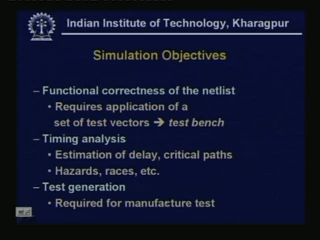 Indian Institute of Technology, Kharagpur
Simulation Objectives
– Functional correctness of the netlist
• Requires application of a
set of test vectors ➔ test bench
– Timing analysis
• Estimation of delay, critical paths
• Hazards, races, etc.
– Test generation
• Required for manufacture test